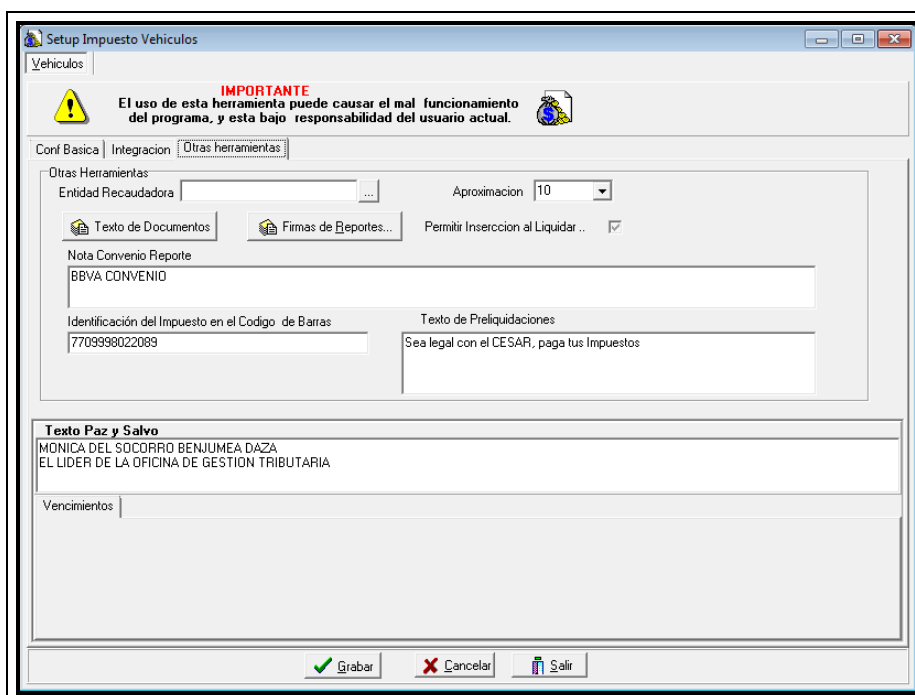 Setup Impuesto Vehiculos
Vehiculos
IMPORTANTE
El uso de esta herramienta puede causar el mal funcionamiento
del programa, y esta bajo responsabilidad del usuario actual.
Conf Basica Integracion Otras herramientas
Otras Herramientas
Entidad Recaudadora ... Aproximacion 10
Texto de Documentos Firmas de Reportes... Permitir Inserccion al Liquidar ..
Nota Convenio Reporte
BBVA CONVENIO
Identificación del Impuesto en el Codigo de Barras Texto de Preliquidaciones
7709998022089 Sea legal con el CESAR, paga tus Impuestos
Texto Paz y Salvo
MONICA DEL SOCORRO BENJUMEA DAZA
EL LIDER DE LA OFICINA DE GESTION TRIBUTARIA
Vencimientos
Grabar Cancelar Salir